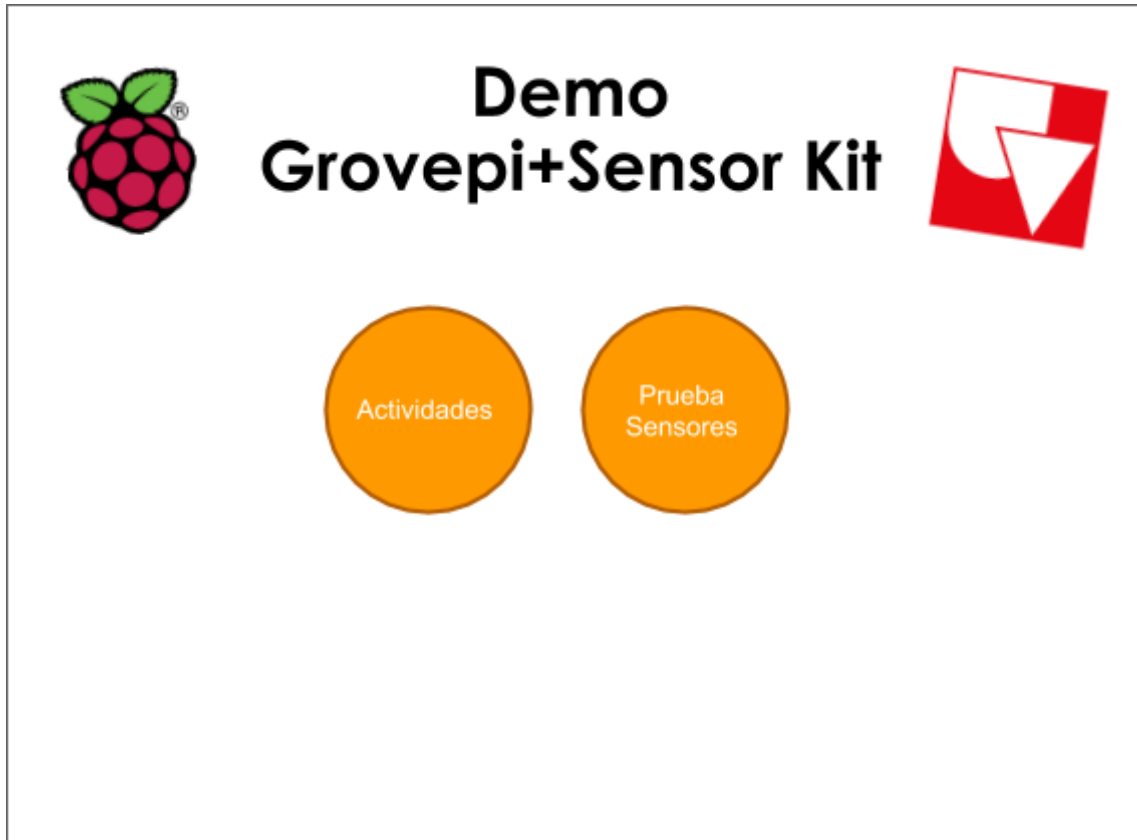 Demo
Grovepi+Sensor Kit
®
Actividades
Prueba
Sensores